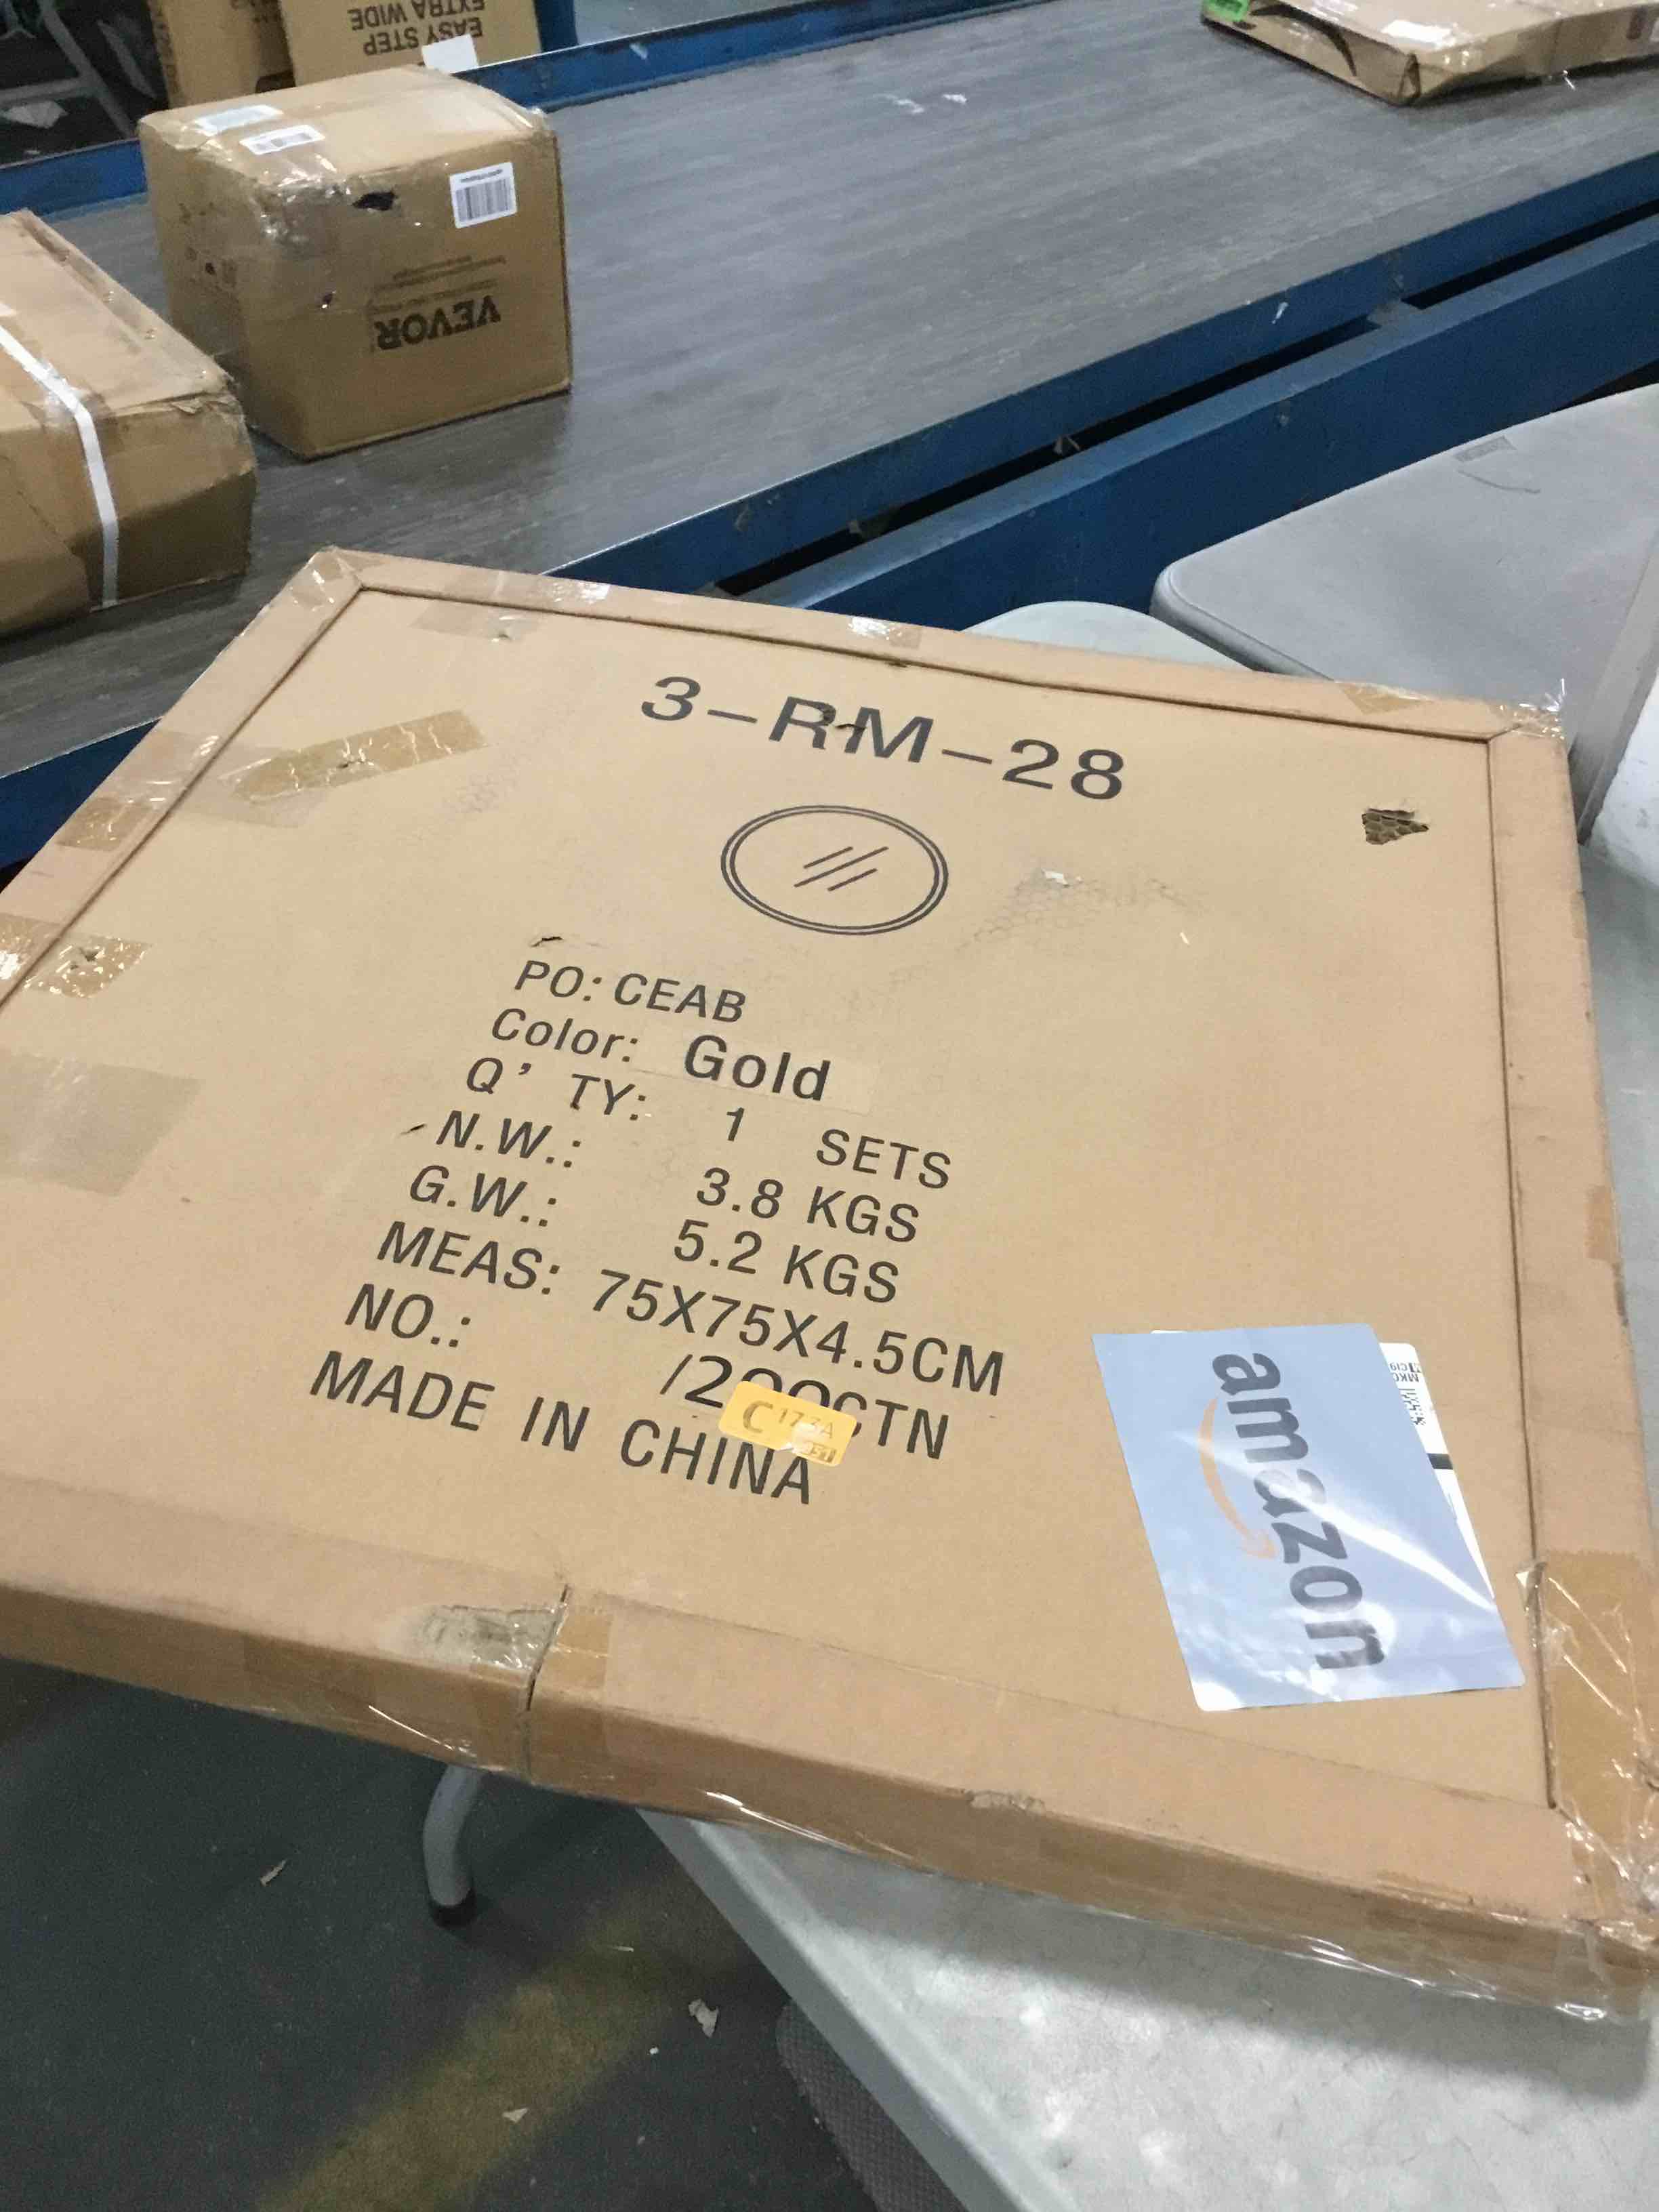 EASY STEP
EXTRA WIDE
VEVOR
3-RM-28
PO: CEAB
Color: Gold
Q' TY: 1 SETS
N.W.: 3.8 KGS
G.W.: 5.2 KGS
MEAS: 75X75X4.5CM
NO.: /200CTN
C
MADE IN CHINA
amazon